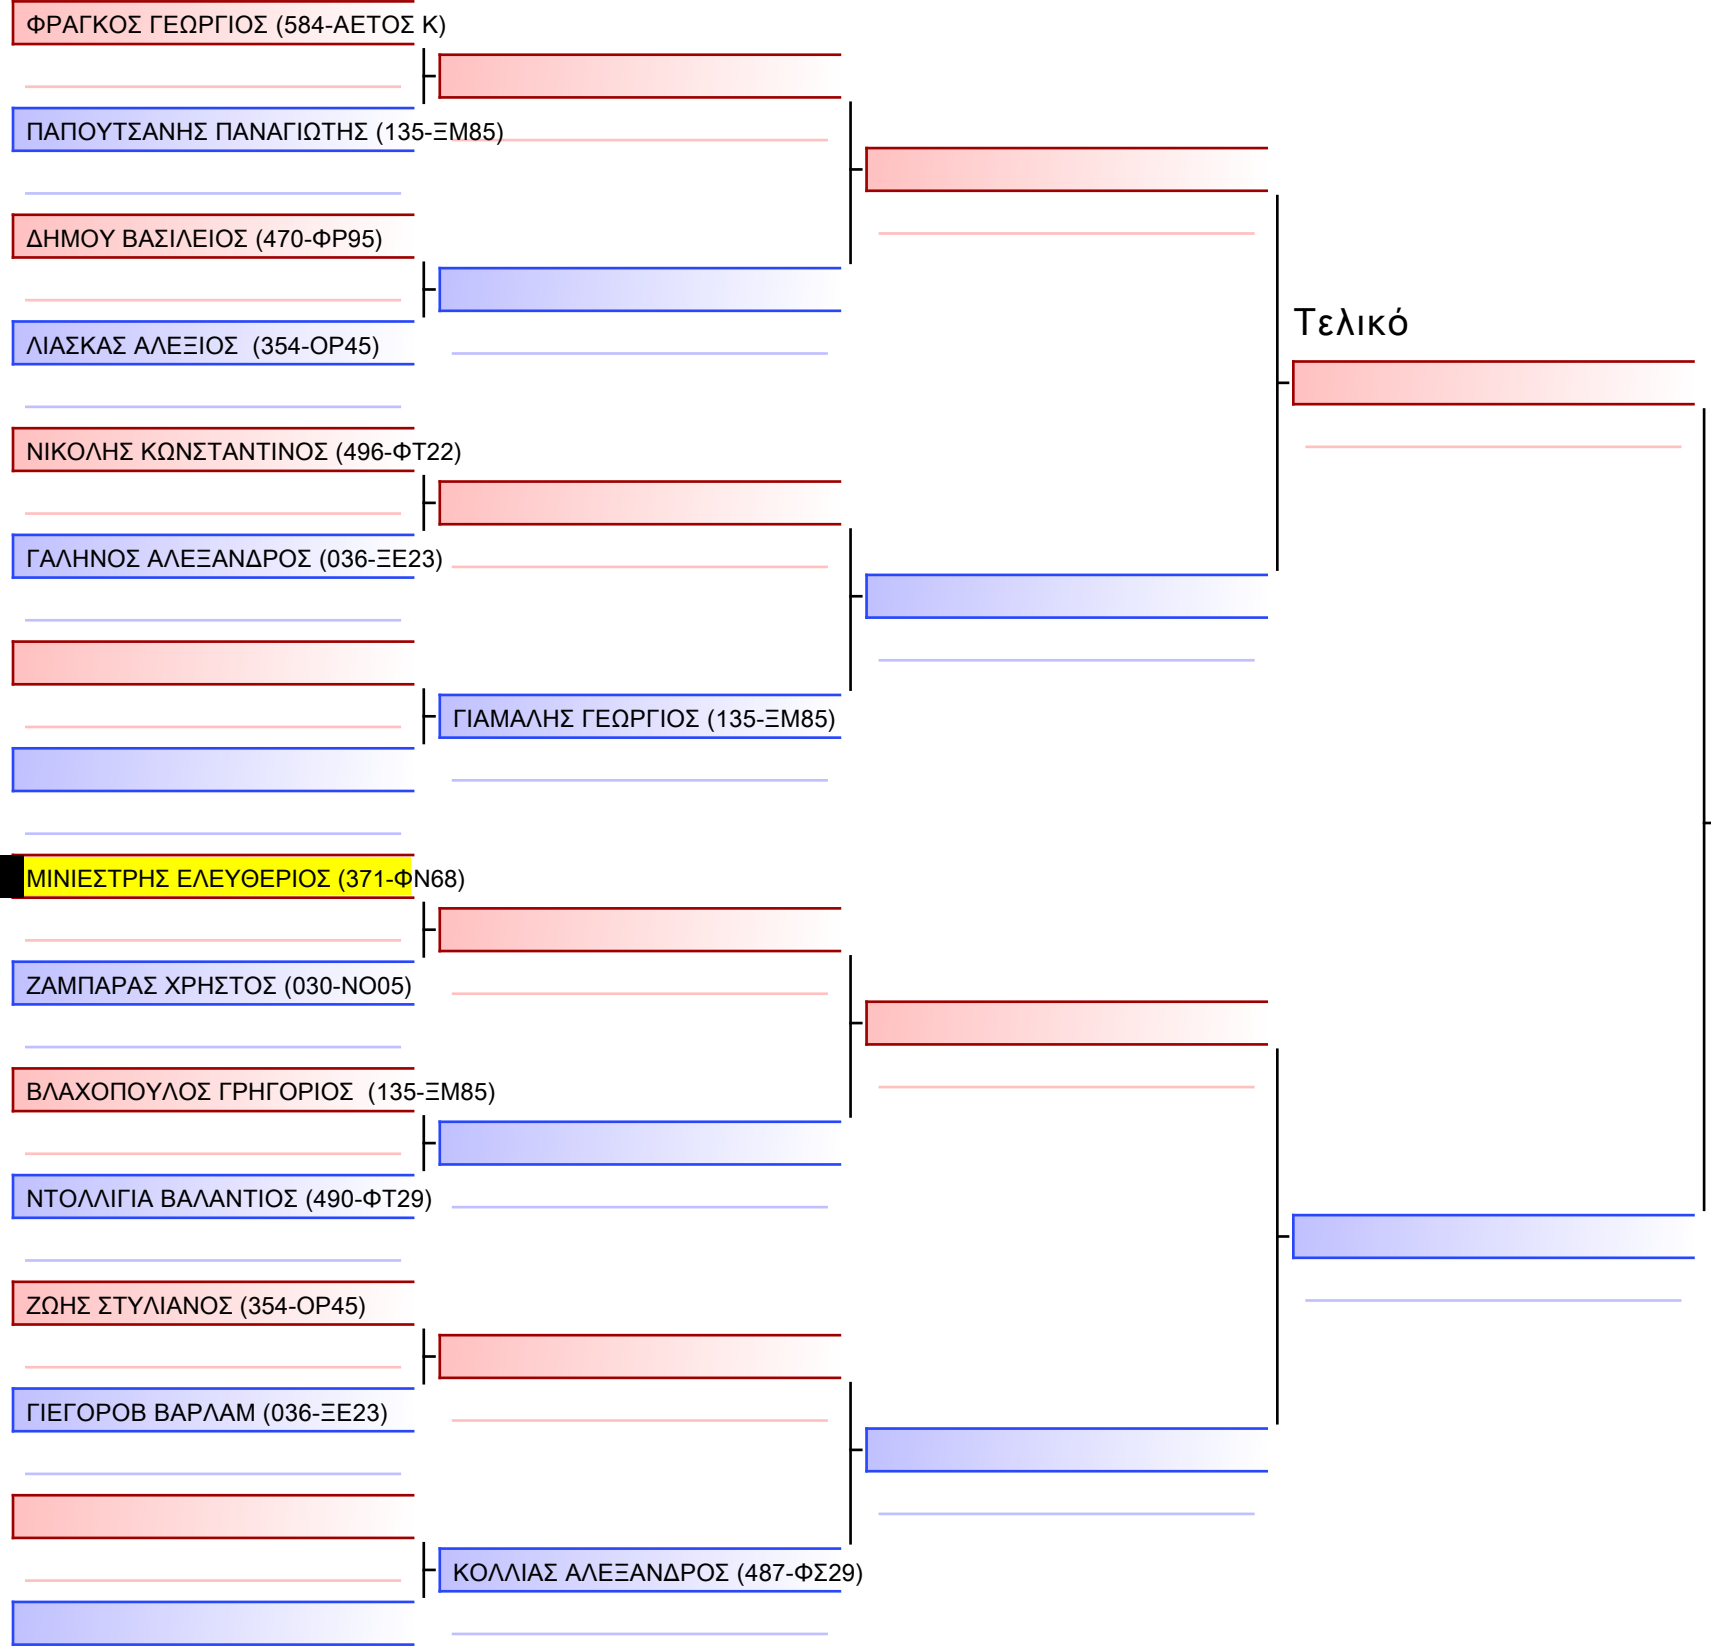 ΦΡΑΓΚΟΣ ΓΕΩΡΓΙΟΣ (584-ΑΕΤΟΣ Κ)
ΠΑΠΟΥΤΣΑΝΗΣ ΠΑΝΑΓΙΩΤΗΣ (135-ΞΜ85)
ΔΗΜΟΥ ΒΑΣΙΛΕΙΟΣ (470-ΦΡ95)
Τελικό
ΛΙΑΣΚΑΣ ΑΛΕΞΙΟΣ (354-ΟΡ45)
ΝΙΚΟΛΗΣ ΚΩΝΣΤΑΝΤΙΝΟΣ (496-ΦΤ22)
ΓΑΛΗΝΟΣ ΑΛΕΞΑΝΔΡΟΣ (036-ΞΕ23)
ΓΙΑΜΑΛΗΣ ΓΕΩΡΓΙΟΣ (135-ΞΜ85)
ΜΙΝΙΕΣΤΡΗΣ ΕΛΕΥΘΕΡΙΟΣ (371-ΦΝ68)
ΖΑΜΠΑΡΑΣ ΧΡΗΣΤΟΣ (030-ΝΟ05)
ΒΛΑΧΟΠΟΥΛΟΣ ΓΡΗΓΟΡΙΟΣ (135-ΞΜ85)
ΝΤΟΛΛΙΓΙΑ ΒΑΛΑΝΤΙΟΣ (490-ΦΤ29)
ΖΩΗΣ ΣΤΥΛΙΑΝΟΣ (354-ΟΡ45)
ΓΙΕΓΟΡΟΒ ΒΑΡΛΑΜ (036-ΞΕ23)
ΚΟΛΛΙΑΣ ΑΛΕΞΑΝΔΡΟΣ (487-ΦΣ29)